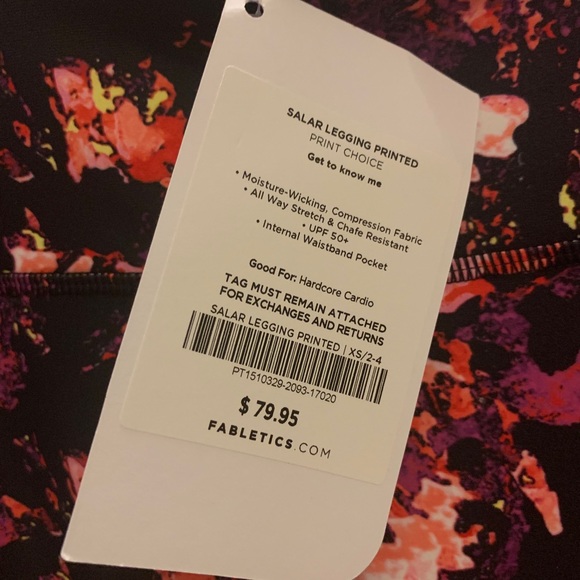 SALAR LEGGING PRINTED
PRINT CHOICE
Get to know me
• Moisture-Wicking, Compression Fabric
• All Way Stretch & Chafe Resistant
• UPF 50+
• Internal Waistband Pocket
Good For: Hardcore Cardio
TAG MUST REMAIN ATTACHED
FOR EXCHANGES AND RETURNS
SALAR LEGGING PRINTED | XS/2-4
PT1510329-2093-17020
$ 79.95
FABLETICS.COM